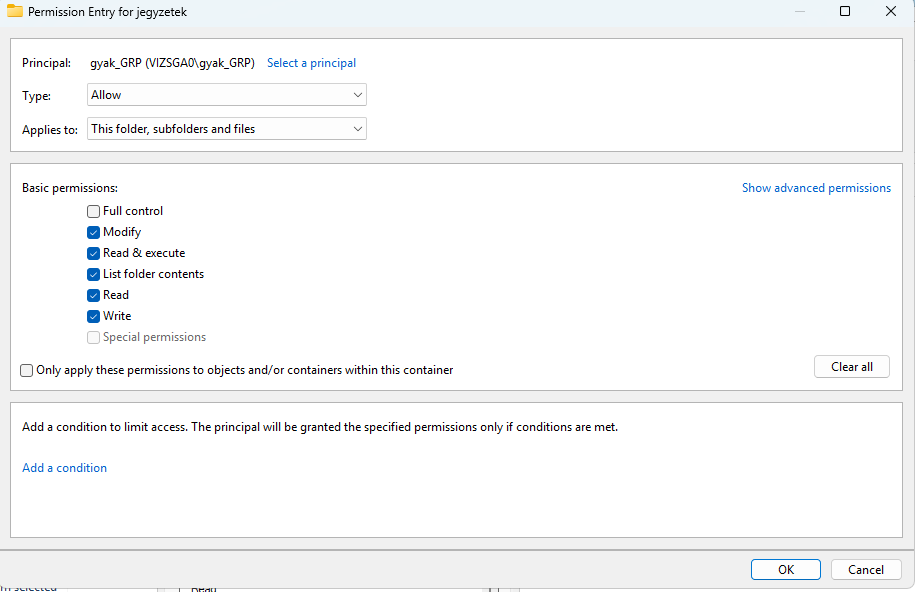 Permission Entry for jegyzetek
Principal: gyak_GRP (VIZSGA0\gyak_GRP) Select a principal
Type: Allow
Applies to: This folder, subfolders and files
Basic permissions: Show advanced permissions
Full control
Modify
Read & execute
List folder contents
Read
Write
Special permissions
Only apply these permissions to objects and/or containers within this container
Clear all
Add a condition to limit access. The principal will be granted the specified permissions only if conditions are met.
Add a condition
OK Cancel
selected Read